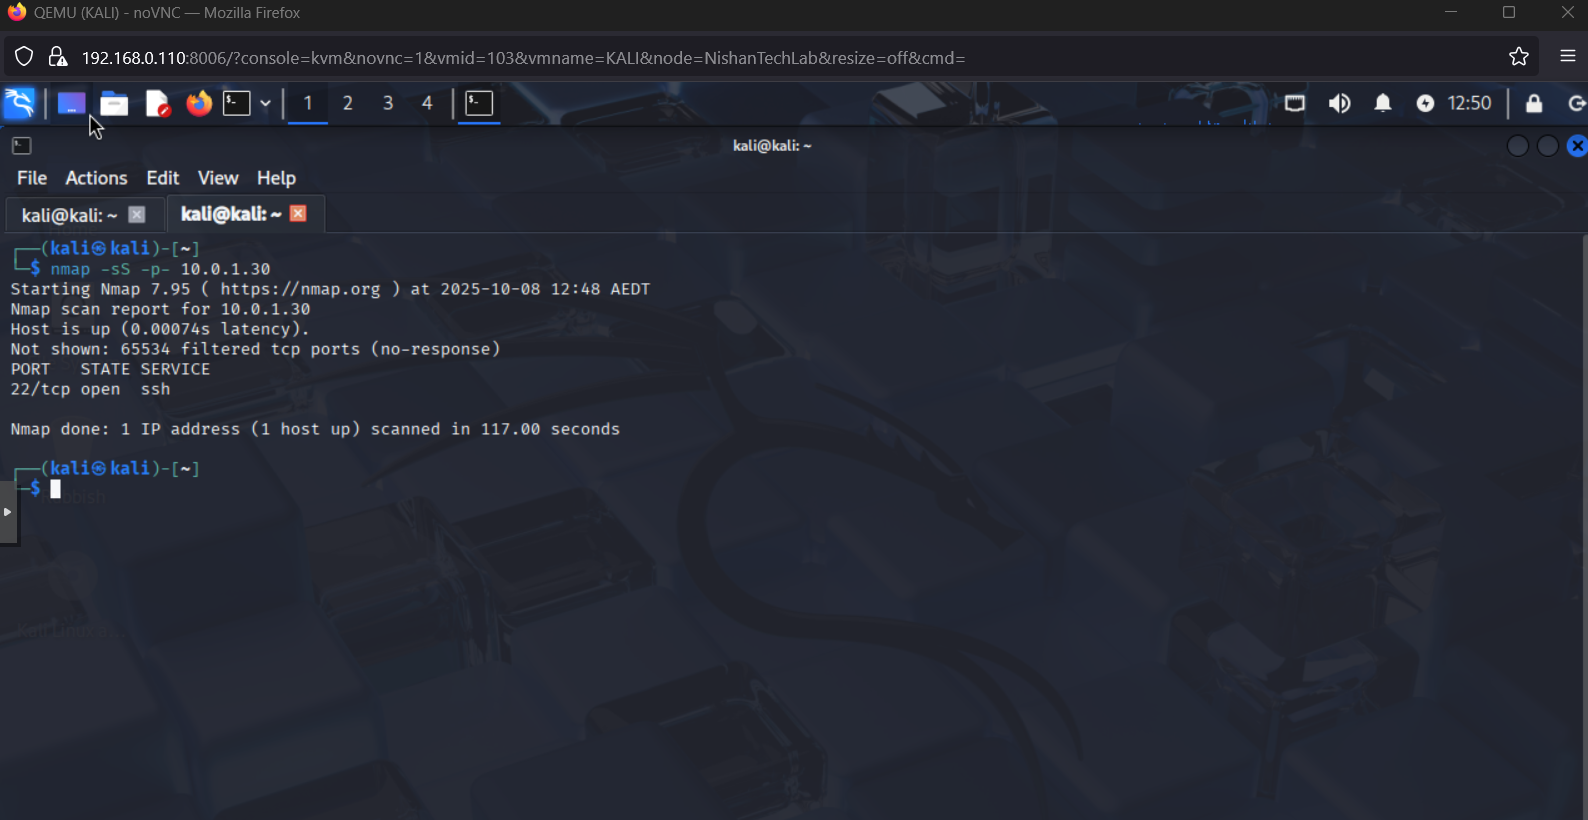 QEMU (KALI) - noVNC — Mozilla Firefox
192.168.0.110:8006/?console=kvm&novnc=1&vmid=103&vmname=KALI&node=NishanTechLab&resize=off&cmd=
1 2 3 4 12:50
kali@kali: ~
File Actions Edit View Help
kali@kali: ~ kali@kali: ~
┌──(kali㉿kali)-[~]
└─$ nmap -sS -p- 10.0.1.30
Starting Nmap 7.95 ( https://nmap.org ) at 2025-10-08 12:48 AEDT
Nmap scan report for 10.0.1.30
Host is up (0.00074s latency).
Not shown: 65534 filtered tcp ports (no-response)
PORT   STATE SERVICE
22/tcp open  ssh
Nmap done: 1 IP address (1 host up) scanned in 117.00 seconds
┌──(kali㉿kali)-[~]
└─$